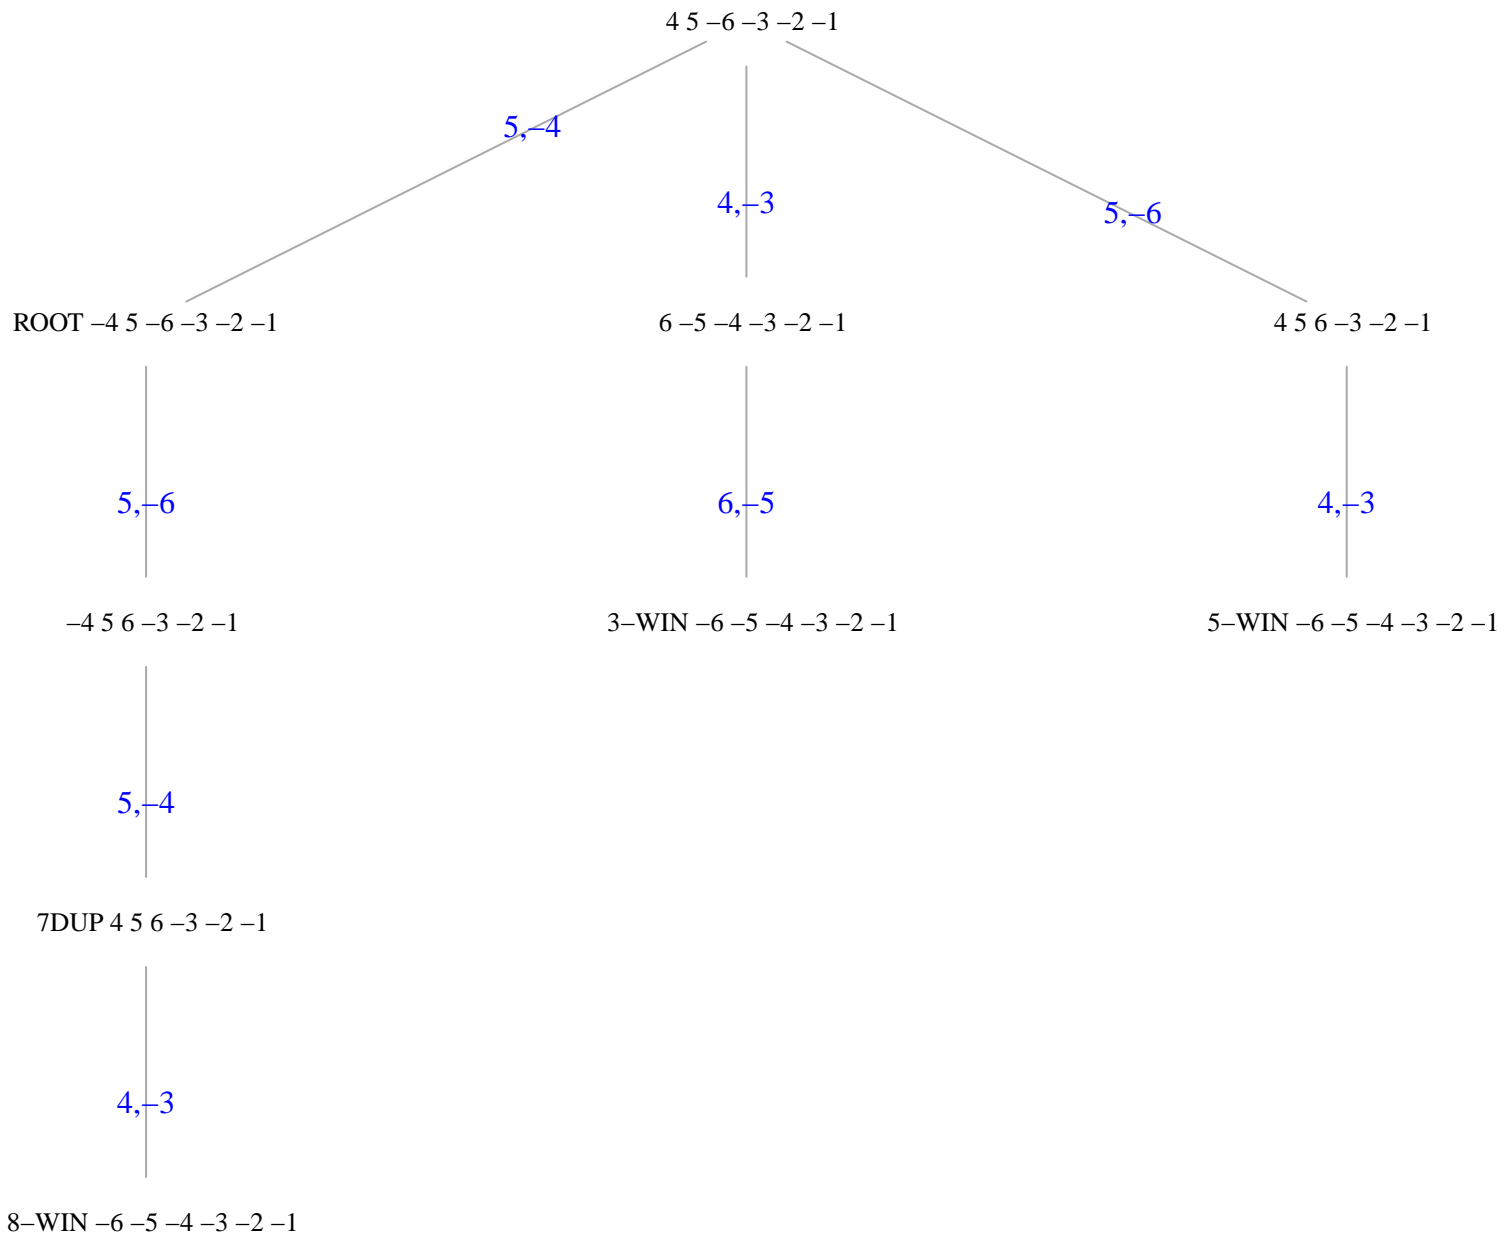 4 5 –6 –3 –2 –1
5,–4
4,–3
5,–6
ROOT –4 5 –6 –3 –2 –1
6 –5 –4 –3 –2 –1
4 5 6 –3 –2 –1
5,–6
6,–5
4,–3
–4 5 6 –3 –2 –1
3–WIN –6 –5 –4 –3 –2 –1
5–WIN –6 –5 –4 –3 –2 –1
5,–4
7DUP 4 5 6 –3 –2 –1
4,–3
8–WIN –6 –5 –4 –3 –2 –1